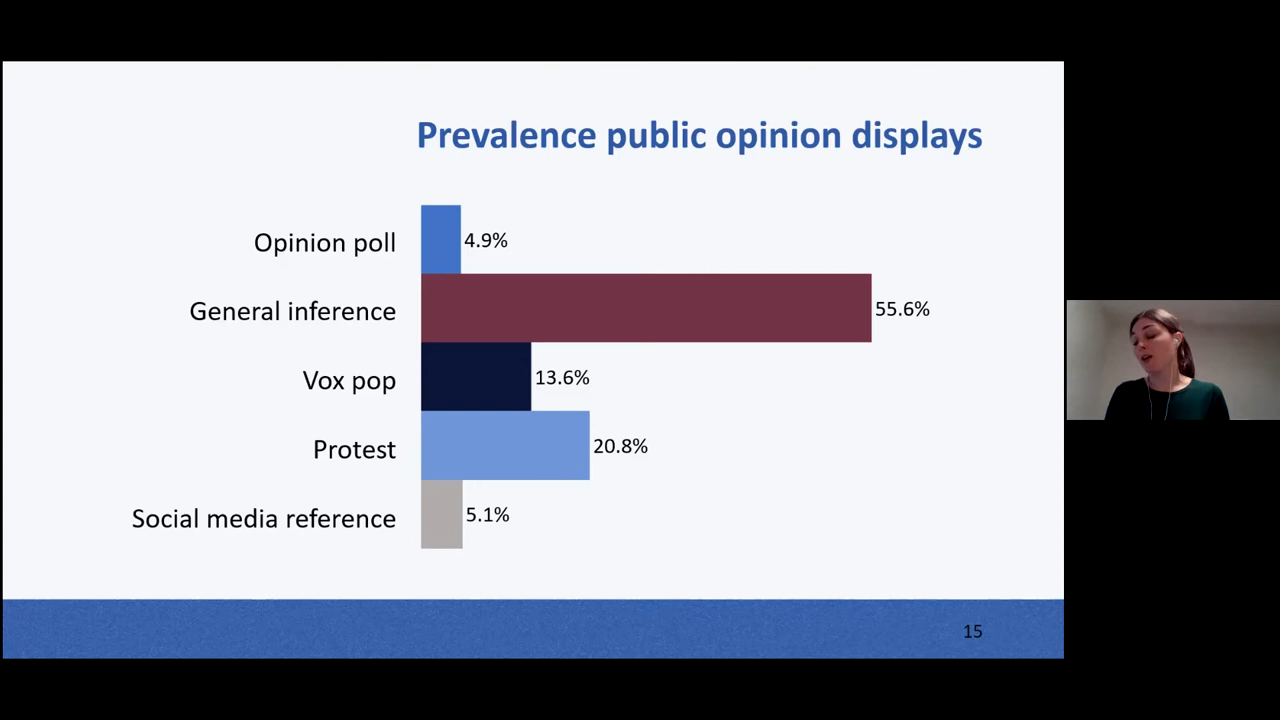 Prevalence public opinion displays
Opinion poll
4.9%
General inference
55.6%
Vox pop
13.6%
Protest
20.8%
Social media reference
5.1%
15